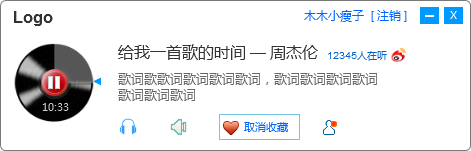 Logo
木木小瘦子 [ 注销 ]
给我一首歌的时间 — 周杰伦 12345人在听
歌词歌歌词歌词歌词歌词，歌词歌词歌词歌词
歌词歌词歌词
10:33
取消收藏